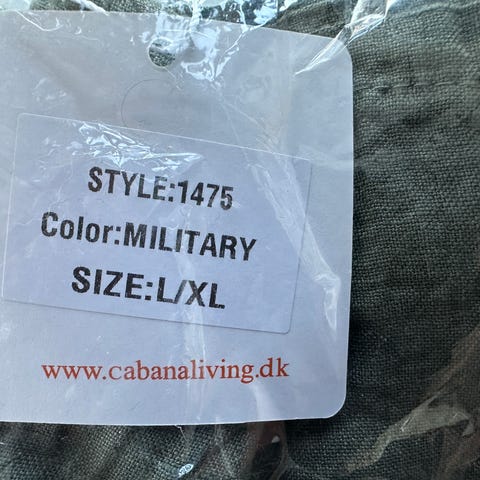 STYLE:1475
Color:MILITARY
SIZE:L/XL
www.cabanaliving.dk